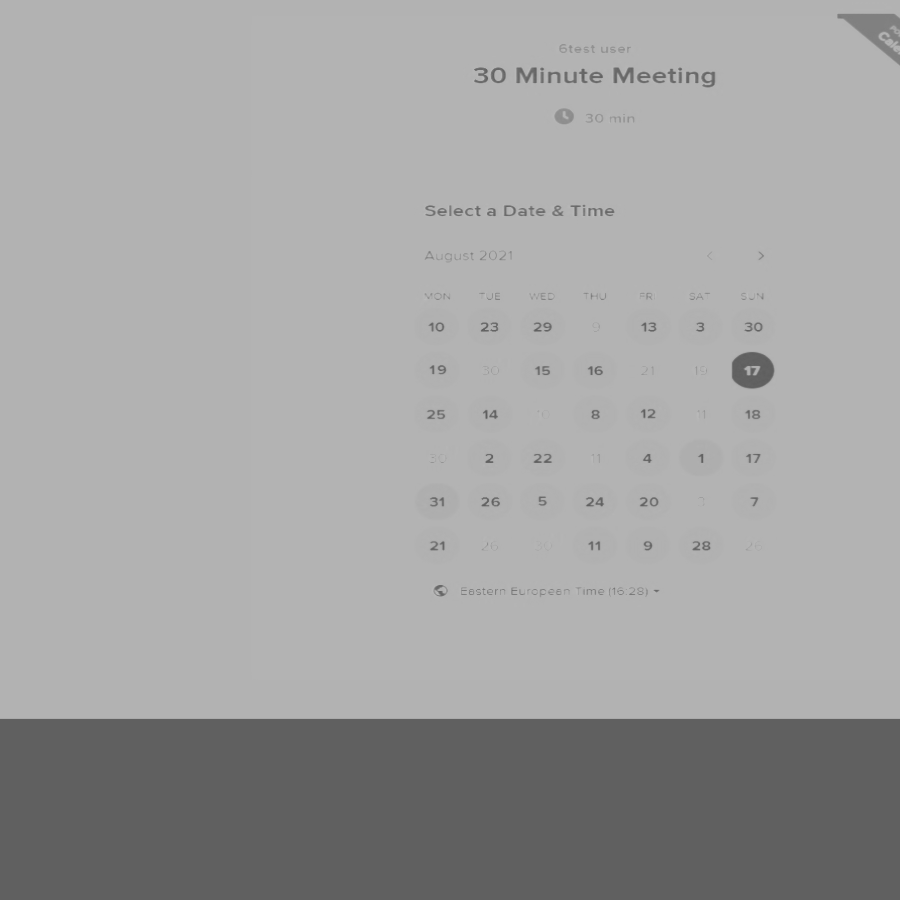 6test user
30 Minute Meeting
30 min
Select a Date & Time
August 2021
MON TUE WED THU FRI SAT SUN
10 23 29 9 13 3 30
19 30 15 16 21 19 17
25 14 8 12 11 18
30 2 22 11 4 1 17
31 26 5 24 20 7
21 26 30 11 9 28 26
Eastern European Time (16:28)